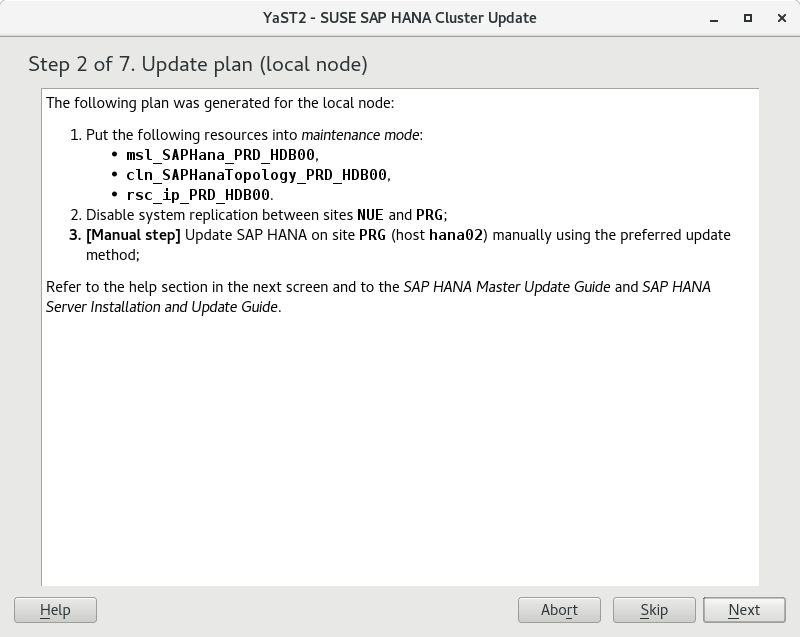 YaST2 - SUSE SAP HANA Cluster Update
Step 2 of 7. Update plan (local node)
The following plan was generated for the local node:
1. Put the following resources into maintenance mode:
• msl_SAPHana_PRD_HDB00,
• cln_SAPHanaTopology_PRD_HDB00,
• rsc_ip_PRD_HDB00.
2. Disable system replication between sites NUE and PRG;
3. [Manual step] Update SAP HANA on site PRG (host hana02) manually using the preferred update
method;
Refer to the help section in the next screen and to the SAP HANA Master Update Guide and SAP HANA
Server Installation and Update Guide.
Help Abort Skip Next